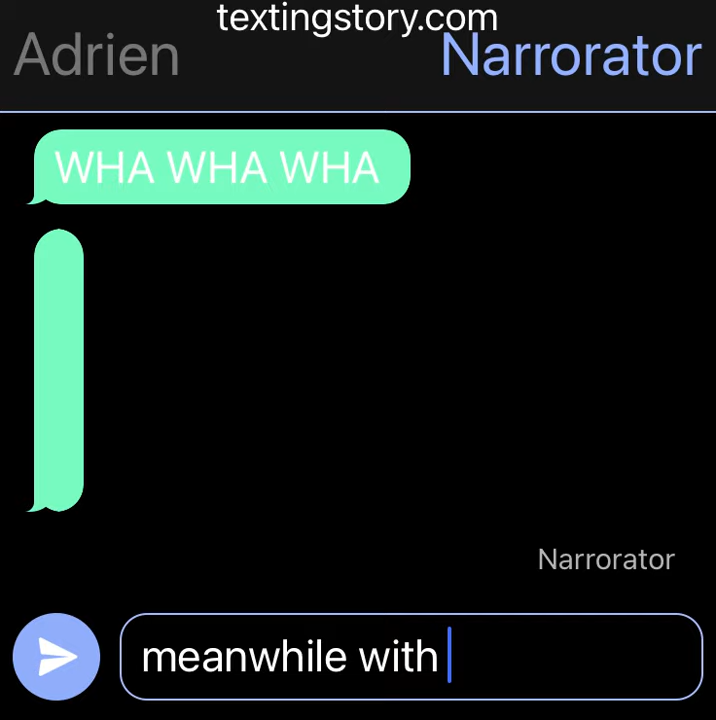 textingstory.com
Adrien Narrorator
WHA WHA WHA
Narrorator
meanwhile with